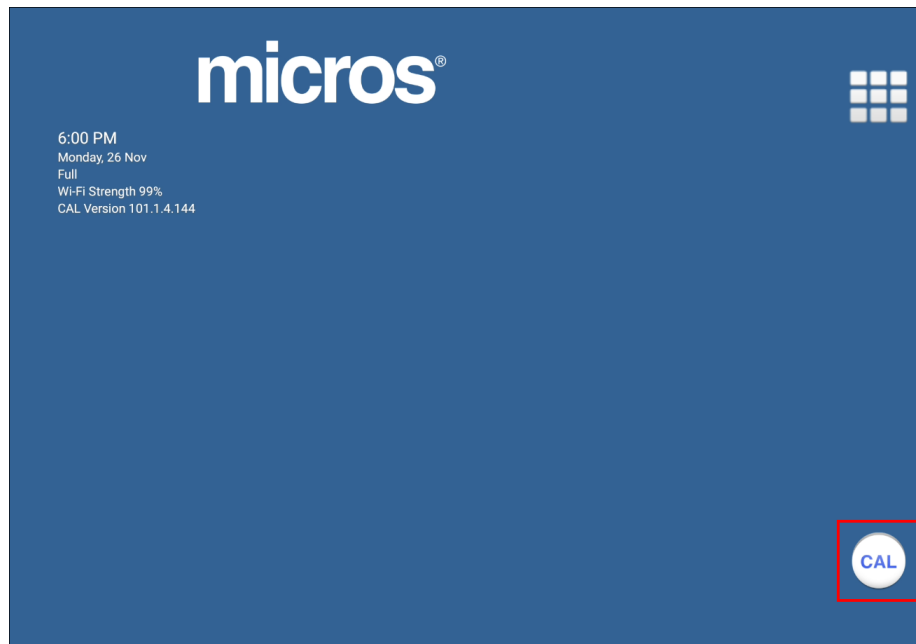 micros®
6:00 PM
Monday, 26 Nov
Full
Wi-Fi Strength 99%
CAL Version 101.1.4.144
CAL